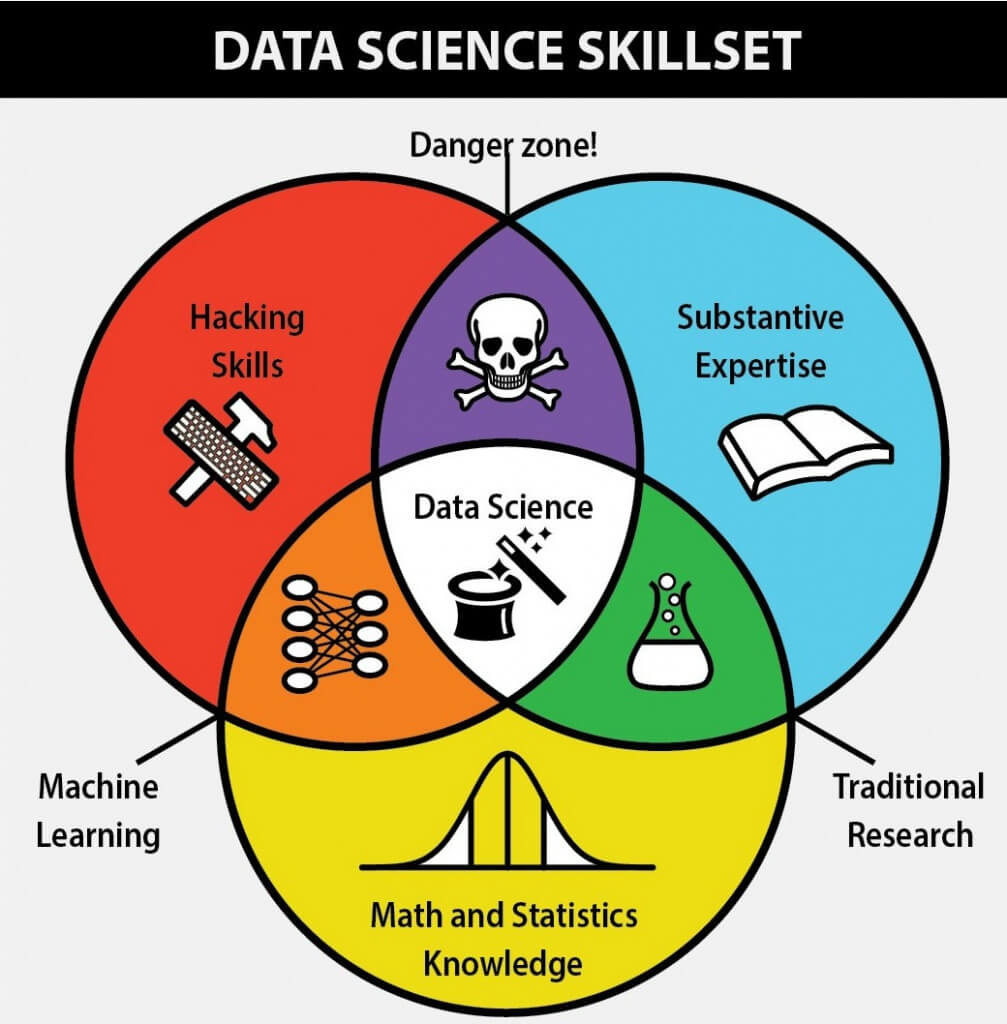 DATA SCIENCE SKILLSET
Danger zone!
Hacking
Skills
Substantive
Expertise
Data Science
Machine
Learning
Traditional
Research
Math and Statistics
Knowledge